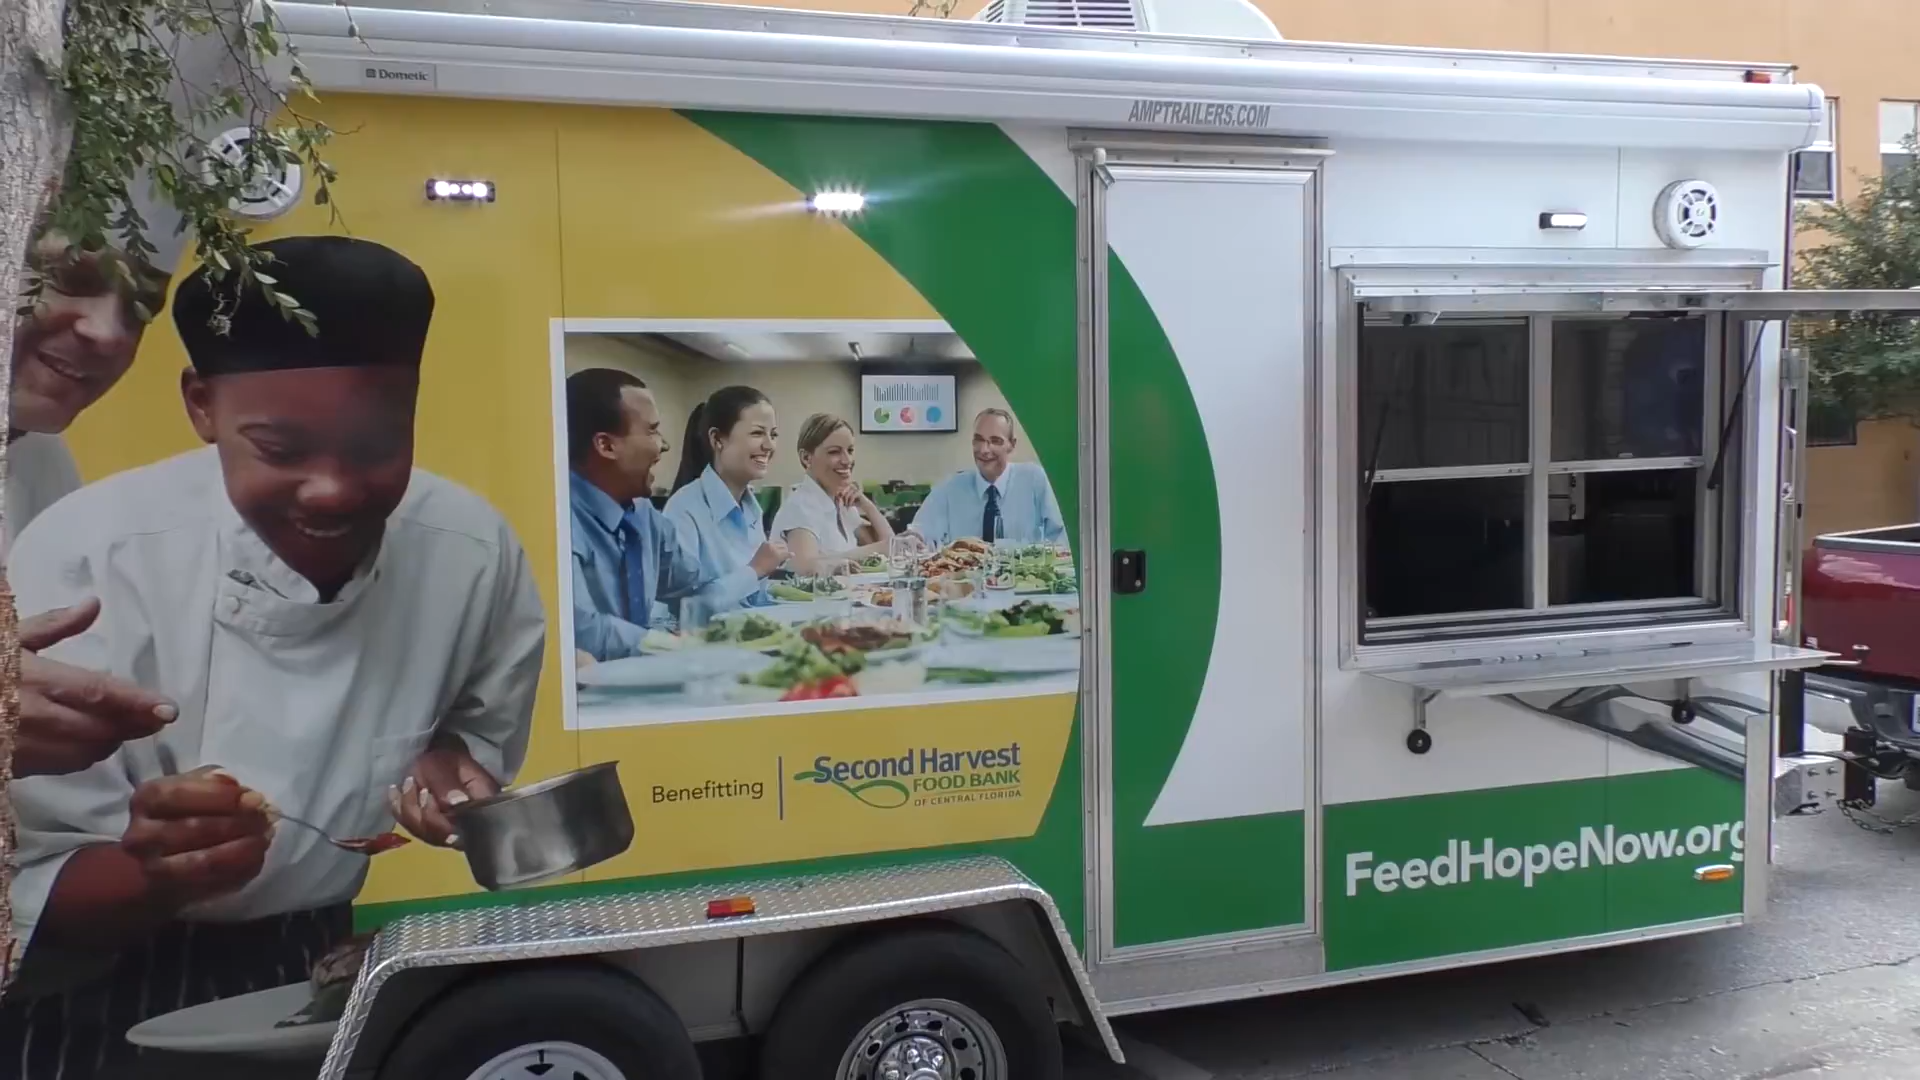 Dometic
AMPTRAILERS.COM
Benefitting
Second Harvest
FOOD BANK
OF CENTRAL FLORIDA
FeedHopeNow.org